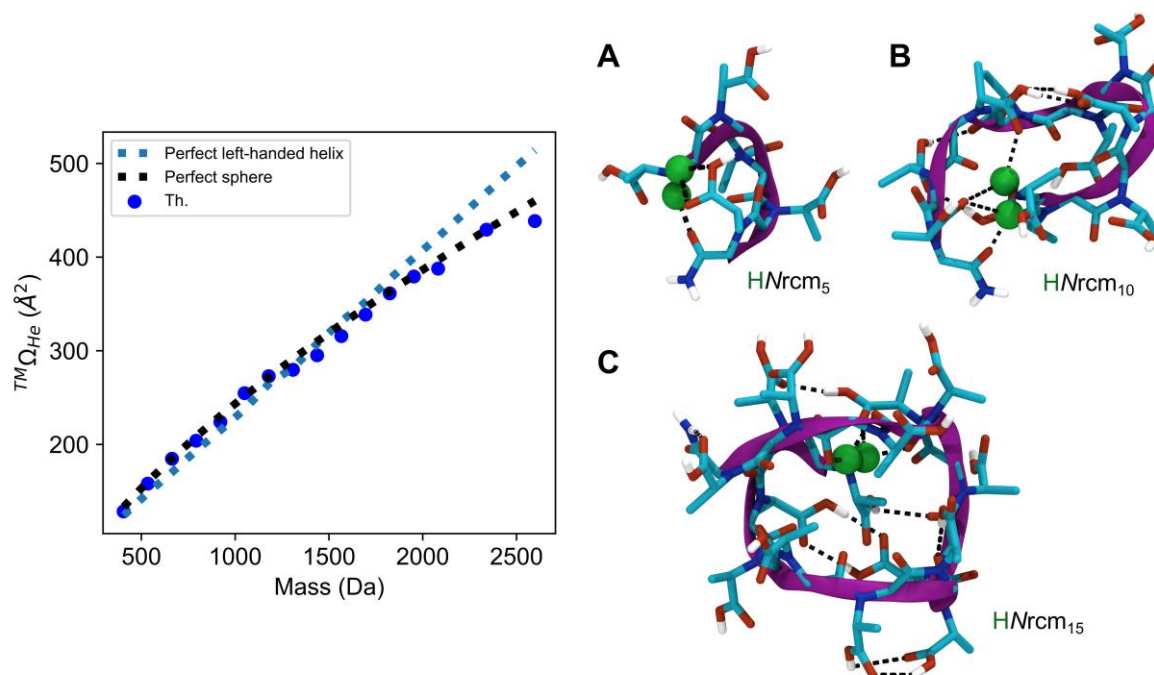 A
B
Perfect left-handed helix
Perfect sphere
Th.
500
400
300
200
TMΩHe (Å2)
500 1000 1500 2000 2500
Mass (Da)
HNrcm5
HNrcm10
C
HNrcm15